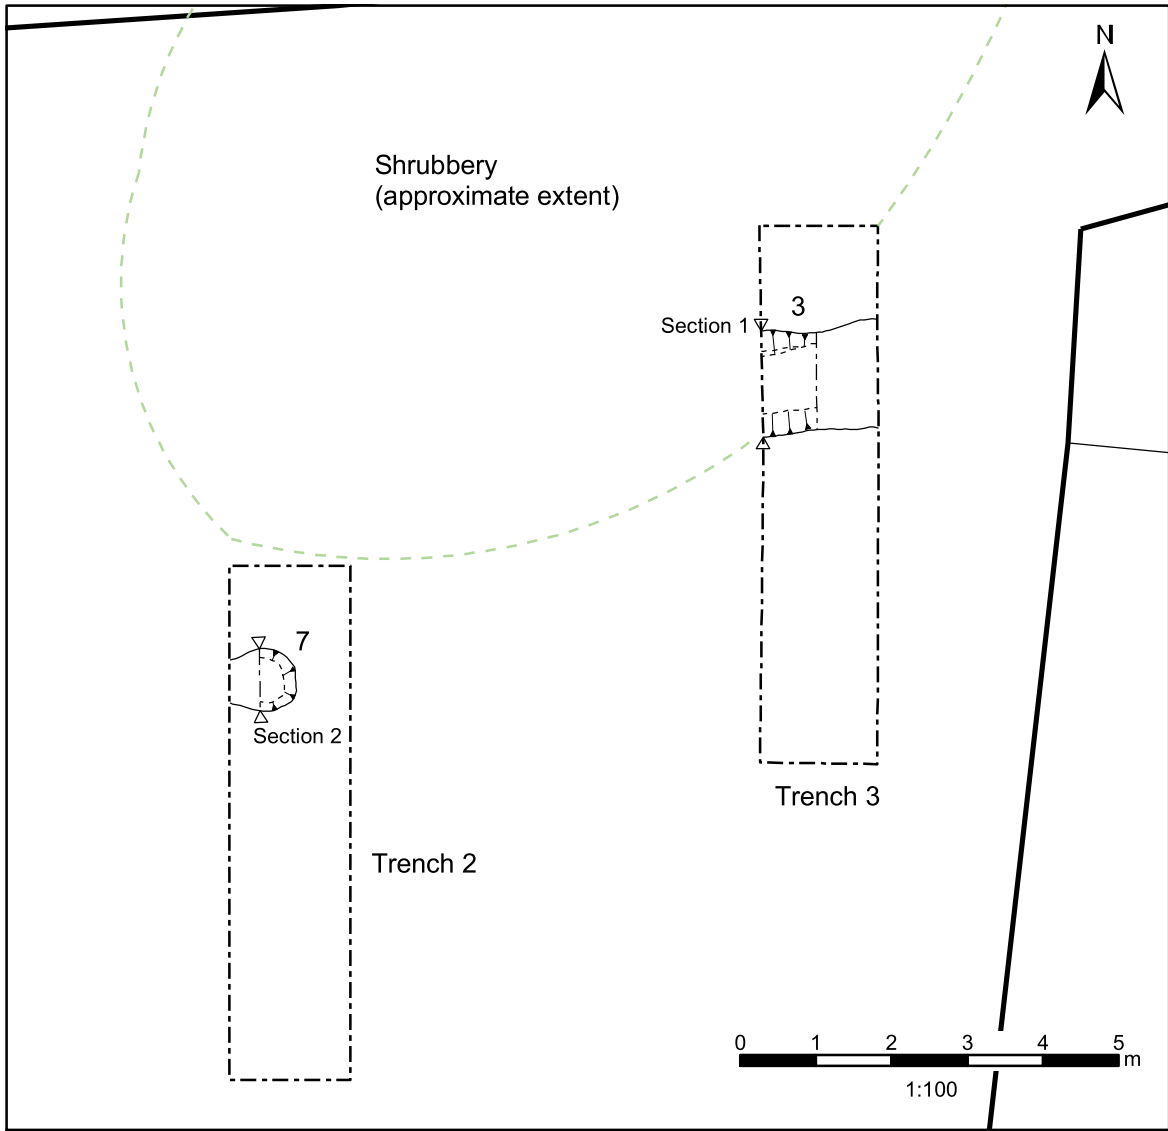 N
Shrubbery
(approximate extent)
3
Section 1
7
Section 2
Trench 3
Trench 2
0 1 2 3 4 5
m
1:100